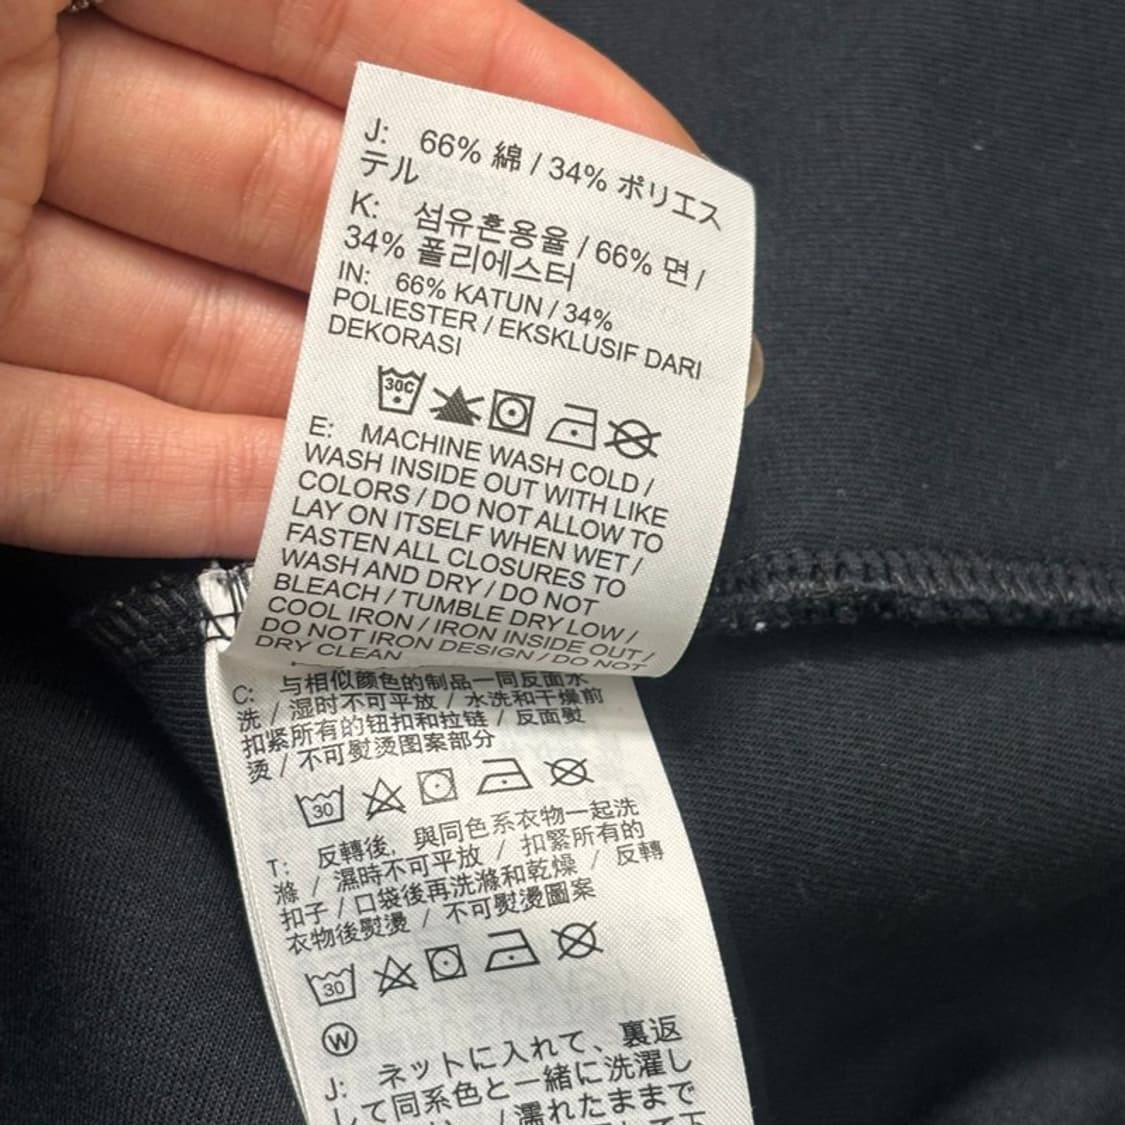 J: 66% 綿 / 34% ポリエス
テル
K: 섬유혼용율 / 66% 면 /
34% 폴리에스터
IN: 66% KATUN / 34%
POLIESTER / EKSKLUSIF DARI
DEKORASI
30C
E: MACHINE WASH COLD /
WASH INSIDE OUT WITH LIKE
COLORS / DO NOT ALLOW TO
LAY ON ITSELF WHEN WET /
FASTEN ALL CLOSURES TO
WASH AND DRY / DO NOT
BLEACH / TUMBLE DRY LOW /
COOL IRON / IRON INSIDE OUT /
DO NOT IRON DESIGN / DO NOT
DRY CLEAN
C: 与相似颜色的制品一同反面水
洗 / 湿时不可平放 / 水洗和干燥前
扣紧所有的钮扣和拉链 / 反面熨
烫 / 不可熨烫图案部分
30
T: 反轉後, 與同色系衣物一起洗
滌 / 濕時不可平放 / 扣緊所有的
扣子 / 口袋後再洗滌和乾燥 / 反轉
衣物後熨燙 / 不可熨燙圖案
30
W
J: ネットに入れて、裏返
して同系色と一緒に洗濯し
/ 濡れたままで